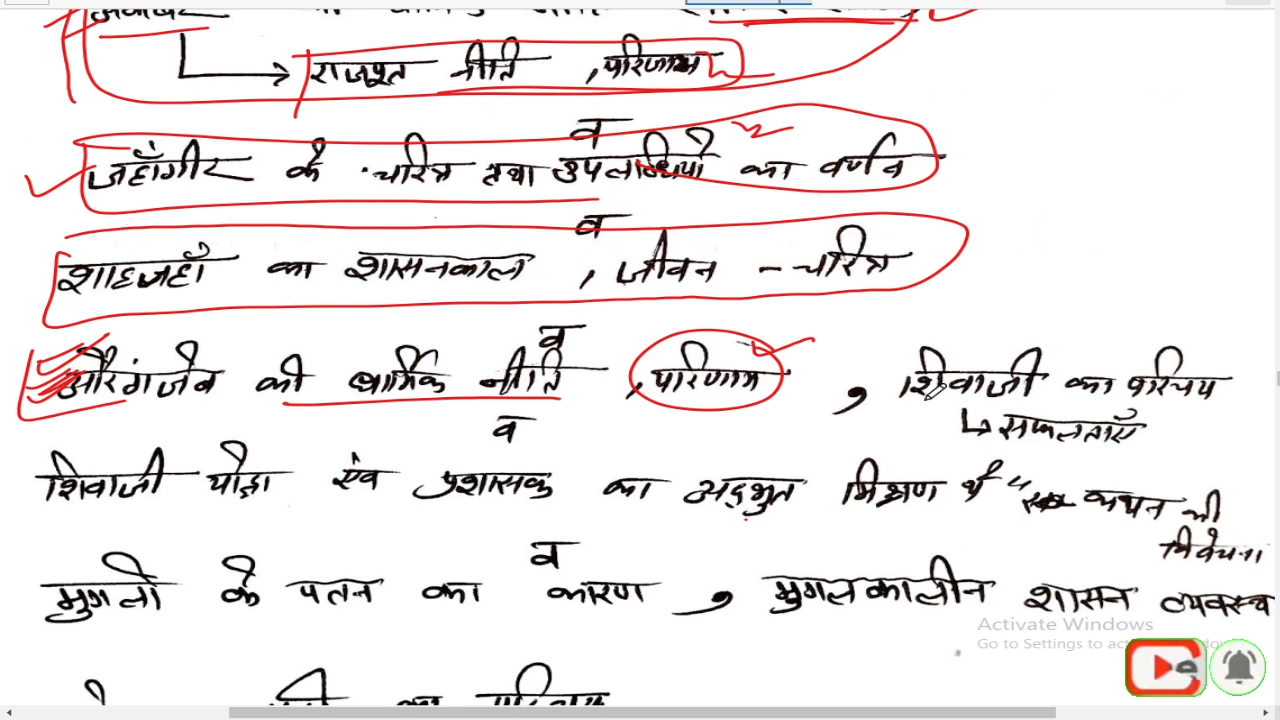 राजपूत नीति , परिणाम
व
जहाँगीर के चरित्र तथा उपलब्धियो का वर्णन
व
शाहजहाँ का शासनकाल , जीवन - चरित्र
व
औरंगजेब की धार्मिक नीति , परिणाम , शिवाजी का परिचय
↳ सफलताएँ
व
शिवाजी योद्धा एंव प्रशासक का अद्भुत मिश्रण थे " कथन की
विवेचना
व
मुगलो के पतन का कारण , मुगलकालीन शासन व्यवस्थ
Activate Windows
Go to Settings to